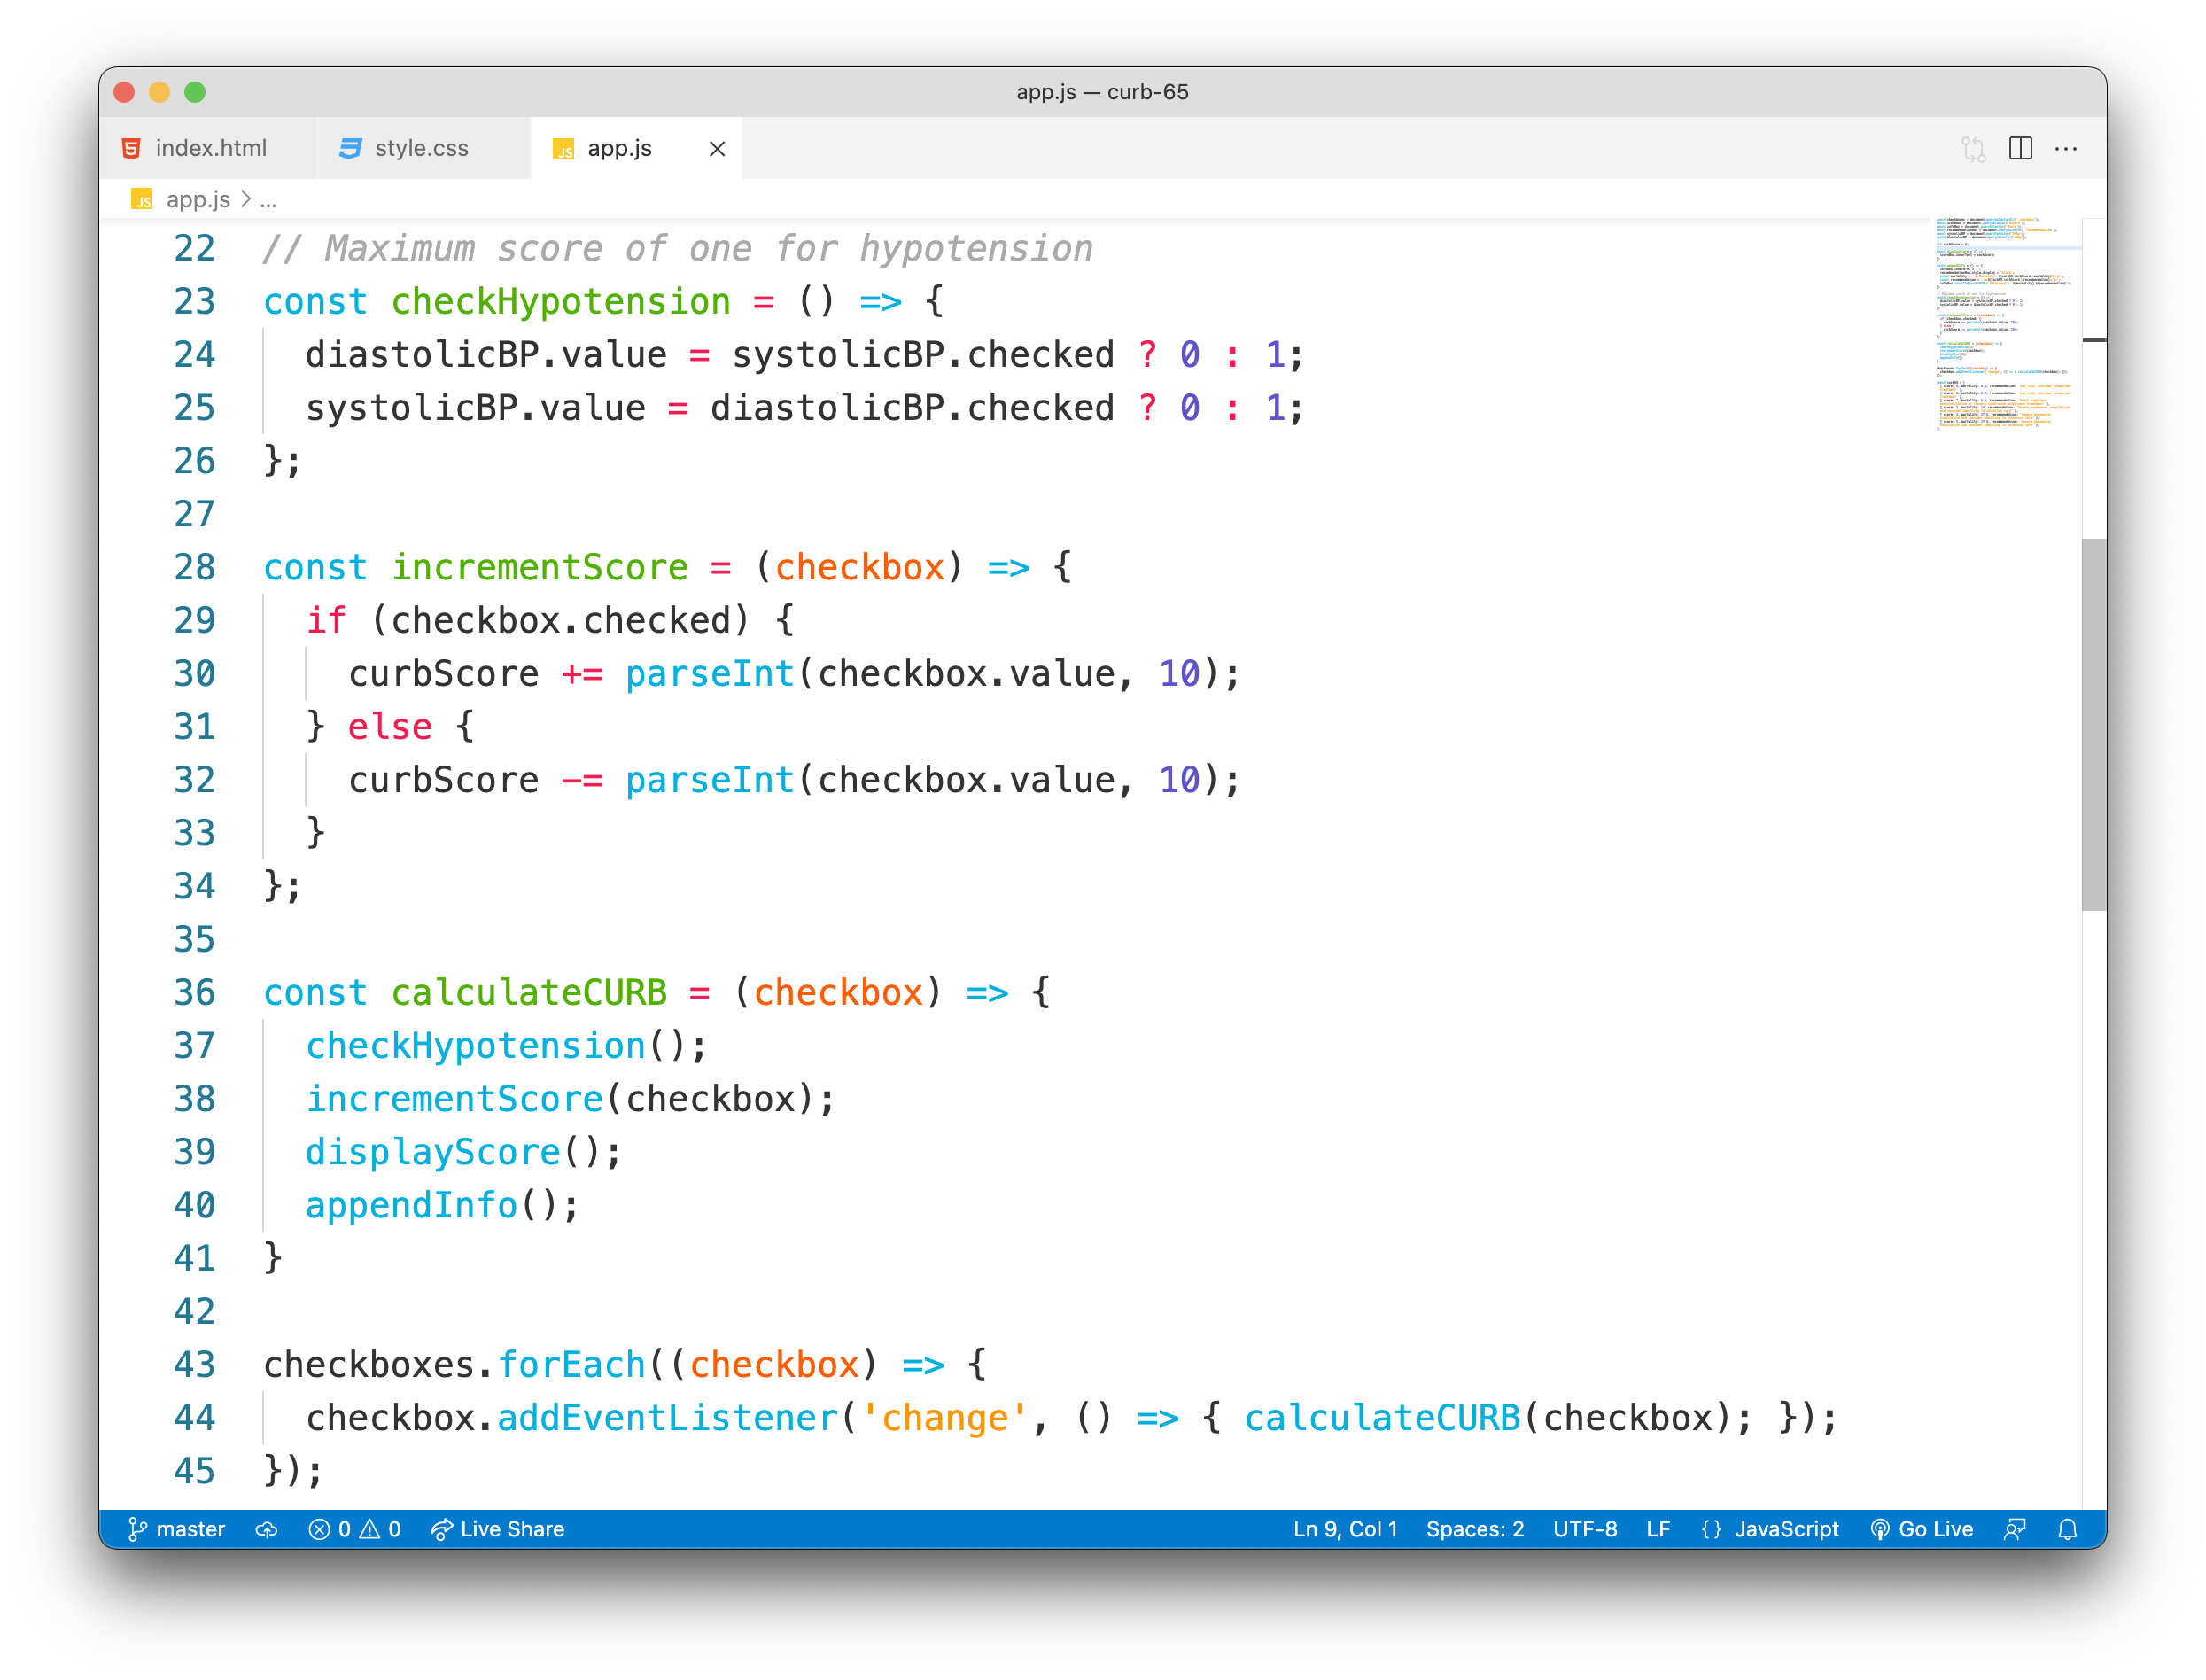 app.js — curb-65
index.html style.css app.js
app.js > ...
22 // Maximum score of one for hypotension
23 const checkHypotension = () => {
24 diastolicBP.value = systolicBP.checked ? 0 : 1;
25 systolicBP.value = diastolicBP.checked ? 0 : 1;
26 };
27
28 const incrementScore = (checkbox) => {
29 if (checkbox.checked) {
30 curbScore += parseInt(checkbox.value, 10);
31 } else {
32 curbScore -= parseInt(checkbox.value, 10);
33 }
34 };
35
36 const calculateCURB = (checkbox) => {
37 checkHypotension();
38 incrementScore(checkbox);
39 displayScore();
40 appendInfo();
41 }
42
43 checkboxes.forEach((checkbox) => {
44 checkbox.addEventListener('change', () => { calculateCURB(checkbox); });
45 });
master 0 0 Live Share Ln 9, Col 1 Spaces: 2 UTF-8 LF {} JavaScript Go Live